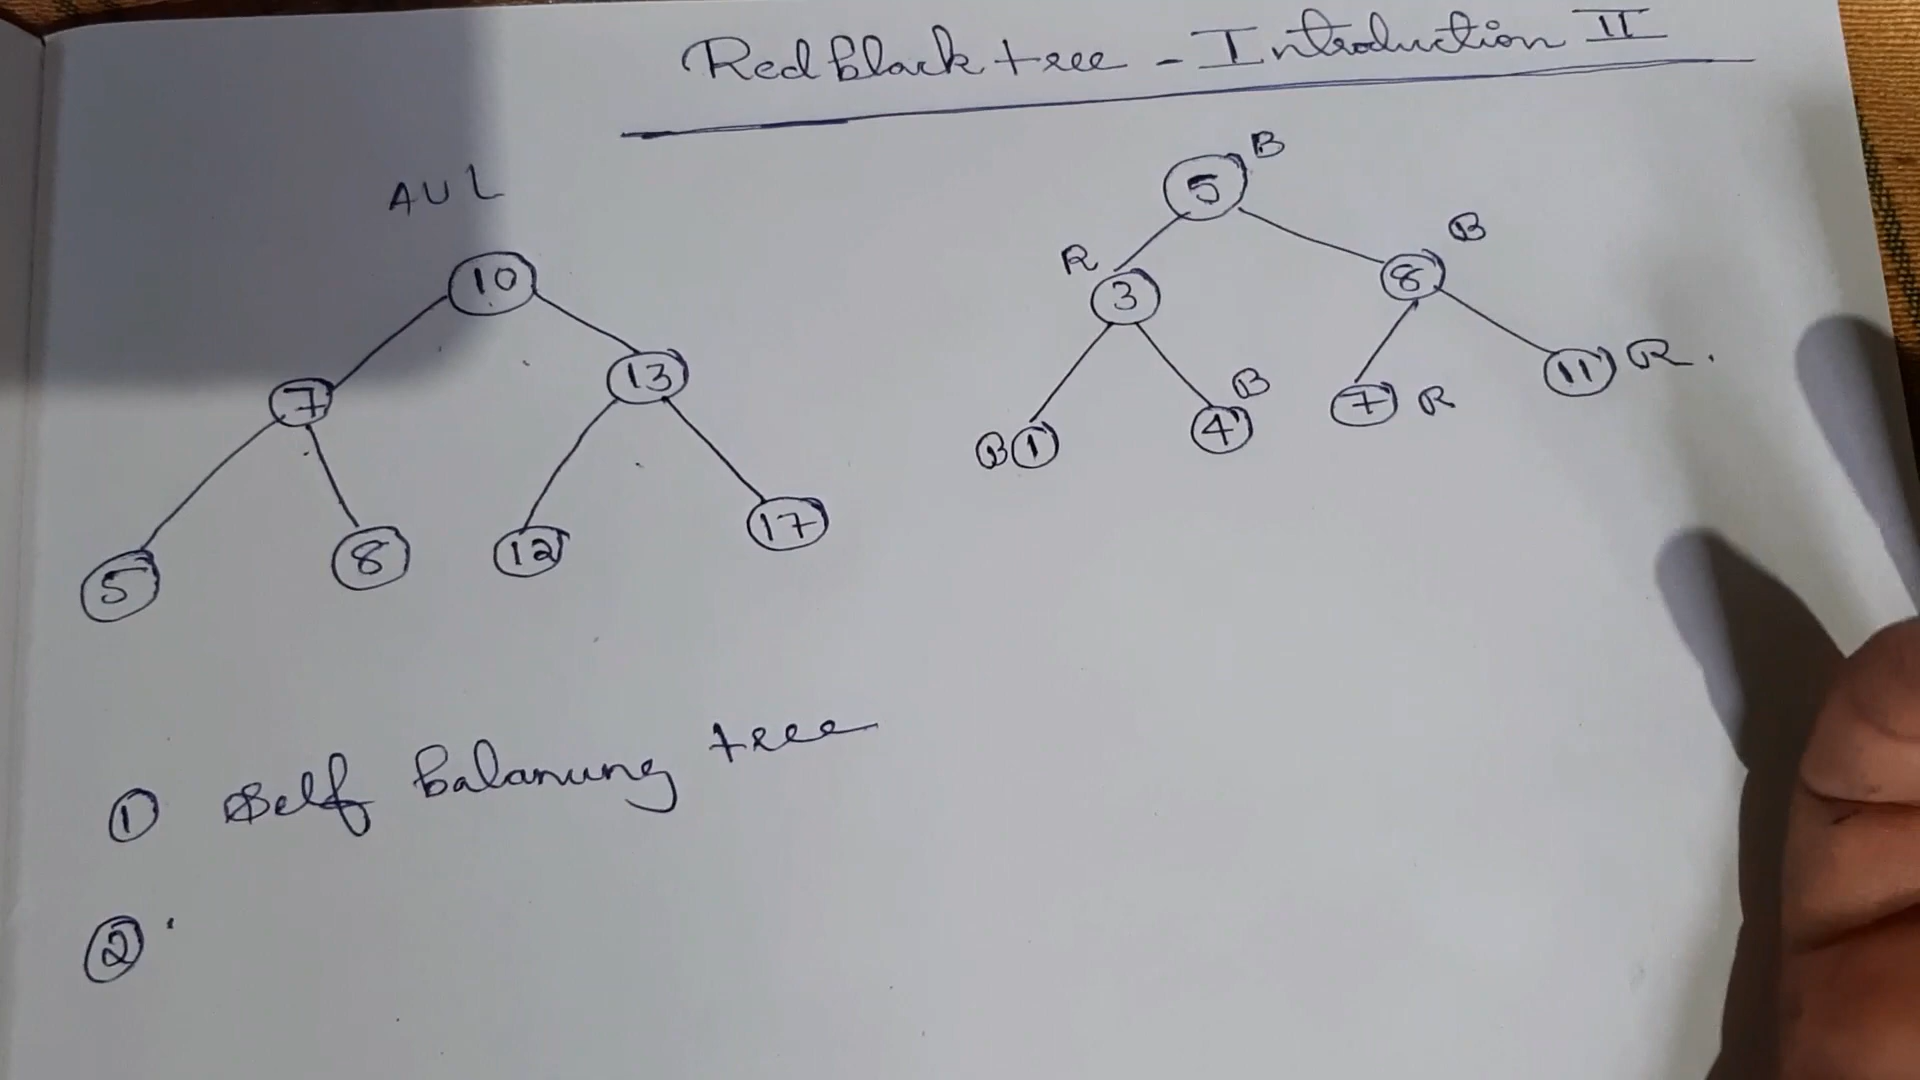 Red Black tree - Introduction II
AVL
10
7
13
5
8
12
17
5 B
R
3
8 B
B 1
4 B
7 R
11 R.
① Self Balancing tree
②